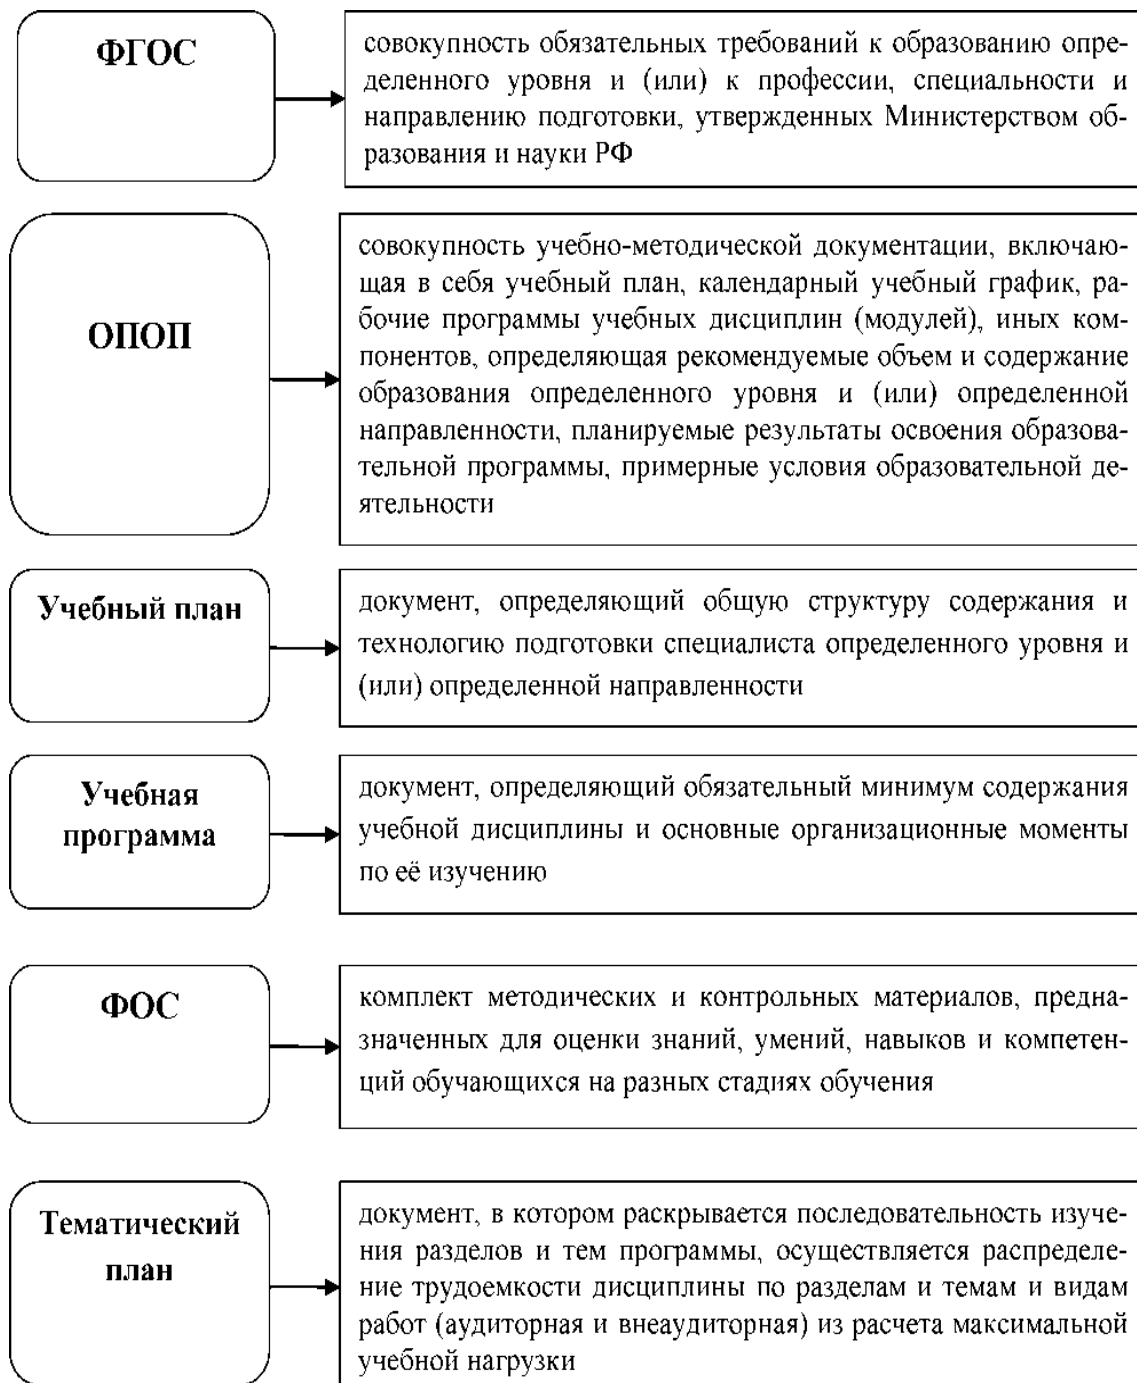 ФГОС
совокупность обязательных требований к образованию опре-
деленного уровня и (или) к профессии, специальности и
направлению подготовки, утвержденных Министерством об-
разования и науки РФ
ОПОП
совокупность учебно-методической документации, включаю-
щая в себя учебный план, календарный учебный график, ра-
бочие программы учебных дисциплин (модулей), иных ком-
понентов, определяющая рекомендуемые объем и содержание
образования определенного уровня и (или) определенной
направленности, планируемые результаты освоения образова-
тельной программы, примерные условия образовательной де-
ятельности
Учебный план
документ, определяющий общую структуру содержания и
технологию подготовки специалиста определенного уровня и
(или) определенной направленности
Учебная
программа
документ, определяющий обязательный минимум содержания
учебной дисциплины и основные организационные моменты
по её изучению
ФОС
комплект методических и контрольных материалов, предна-
значенных для оценки знаний, умений, навыков и компетен-
ций обучающихся на разных стадиях обучения
Тематический
план
документ, в котором раскрывается последовательность изуче-
ния разделов и тем программы, осуществляется распределе-
ние трудоемкости дисциплины по разделам и темам и видам
работ (аудиторная и внеаудиторная) из расчета максимальной
учебной нагрузки